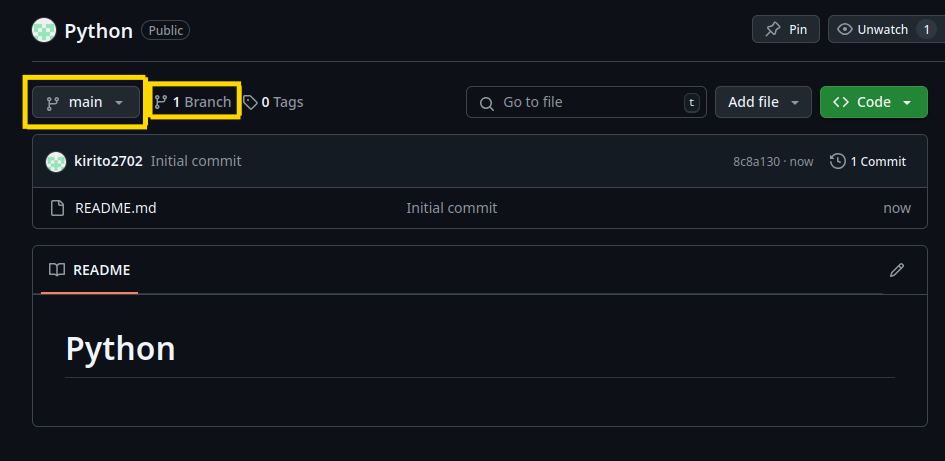 Python Public Pin Unwatch 1
main 1 Branch 0 Tags Go to file t Add file Code
kirito2702 Initial commit 8c8a130 · now 1 Commit
README.md Initial commit now
README
Python